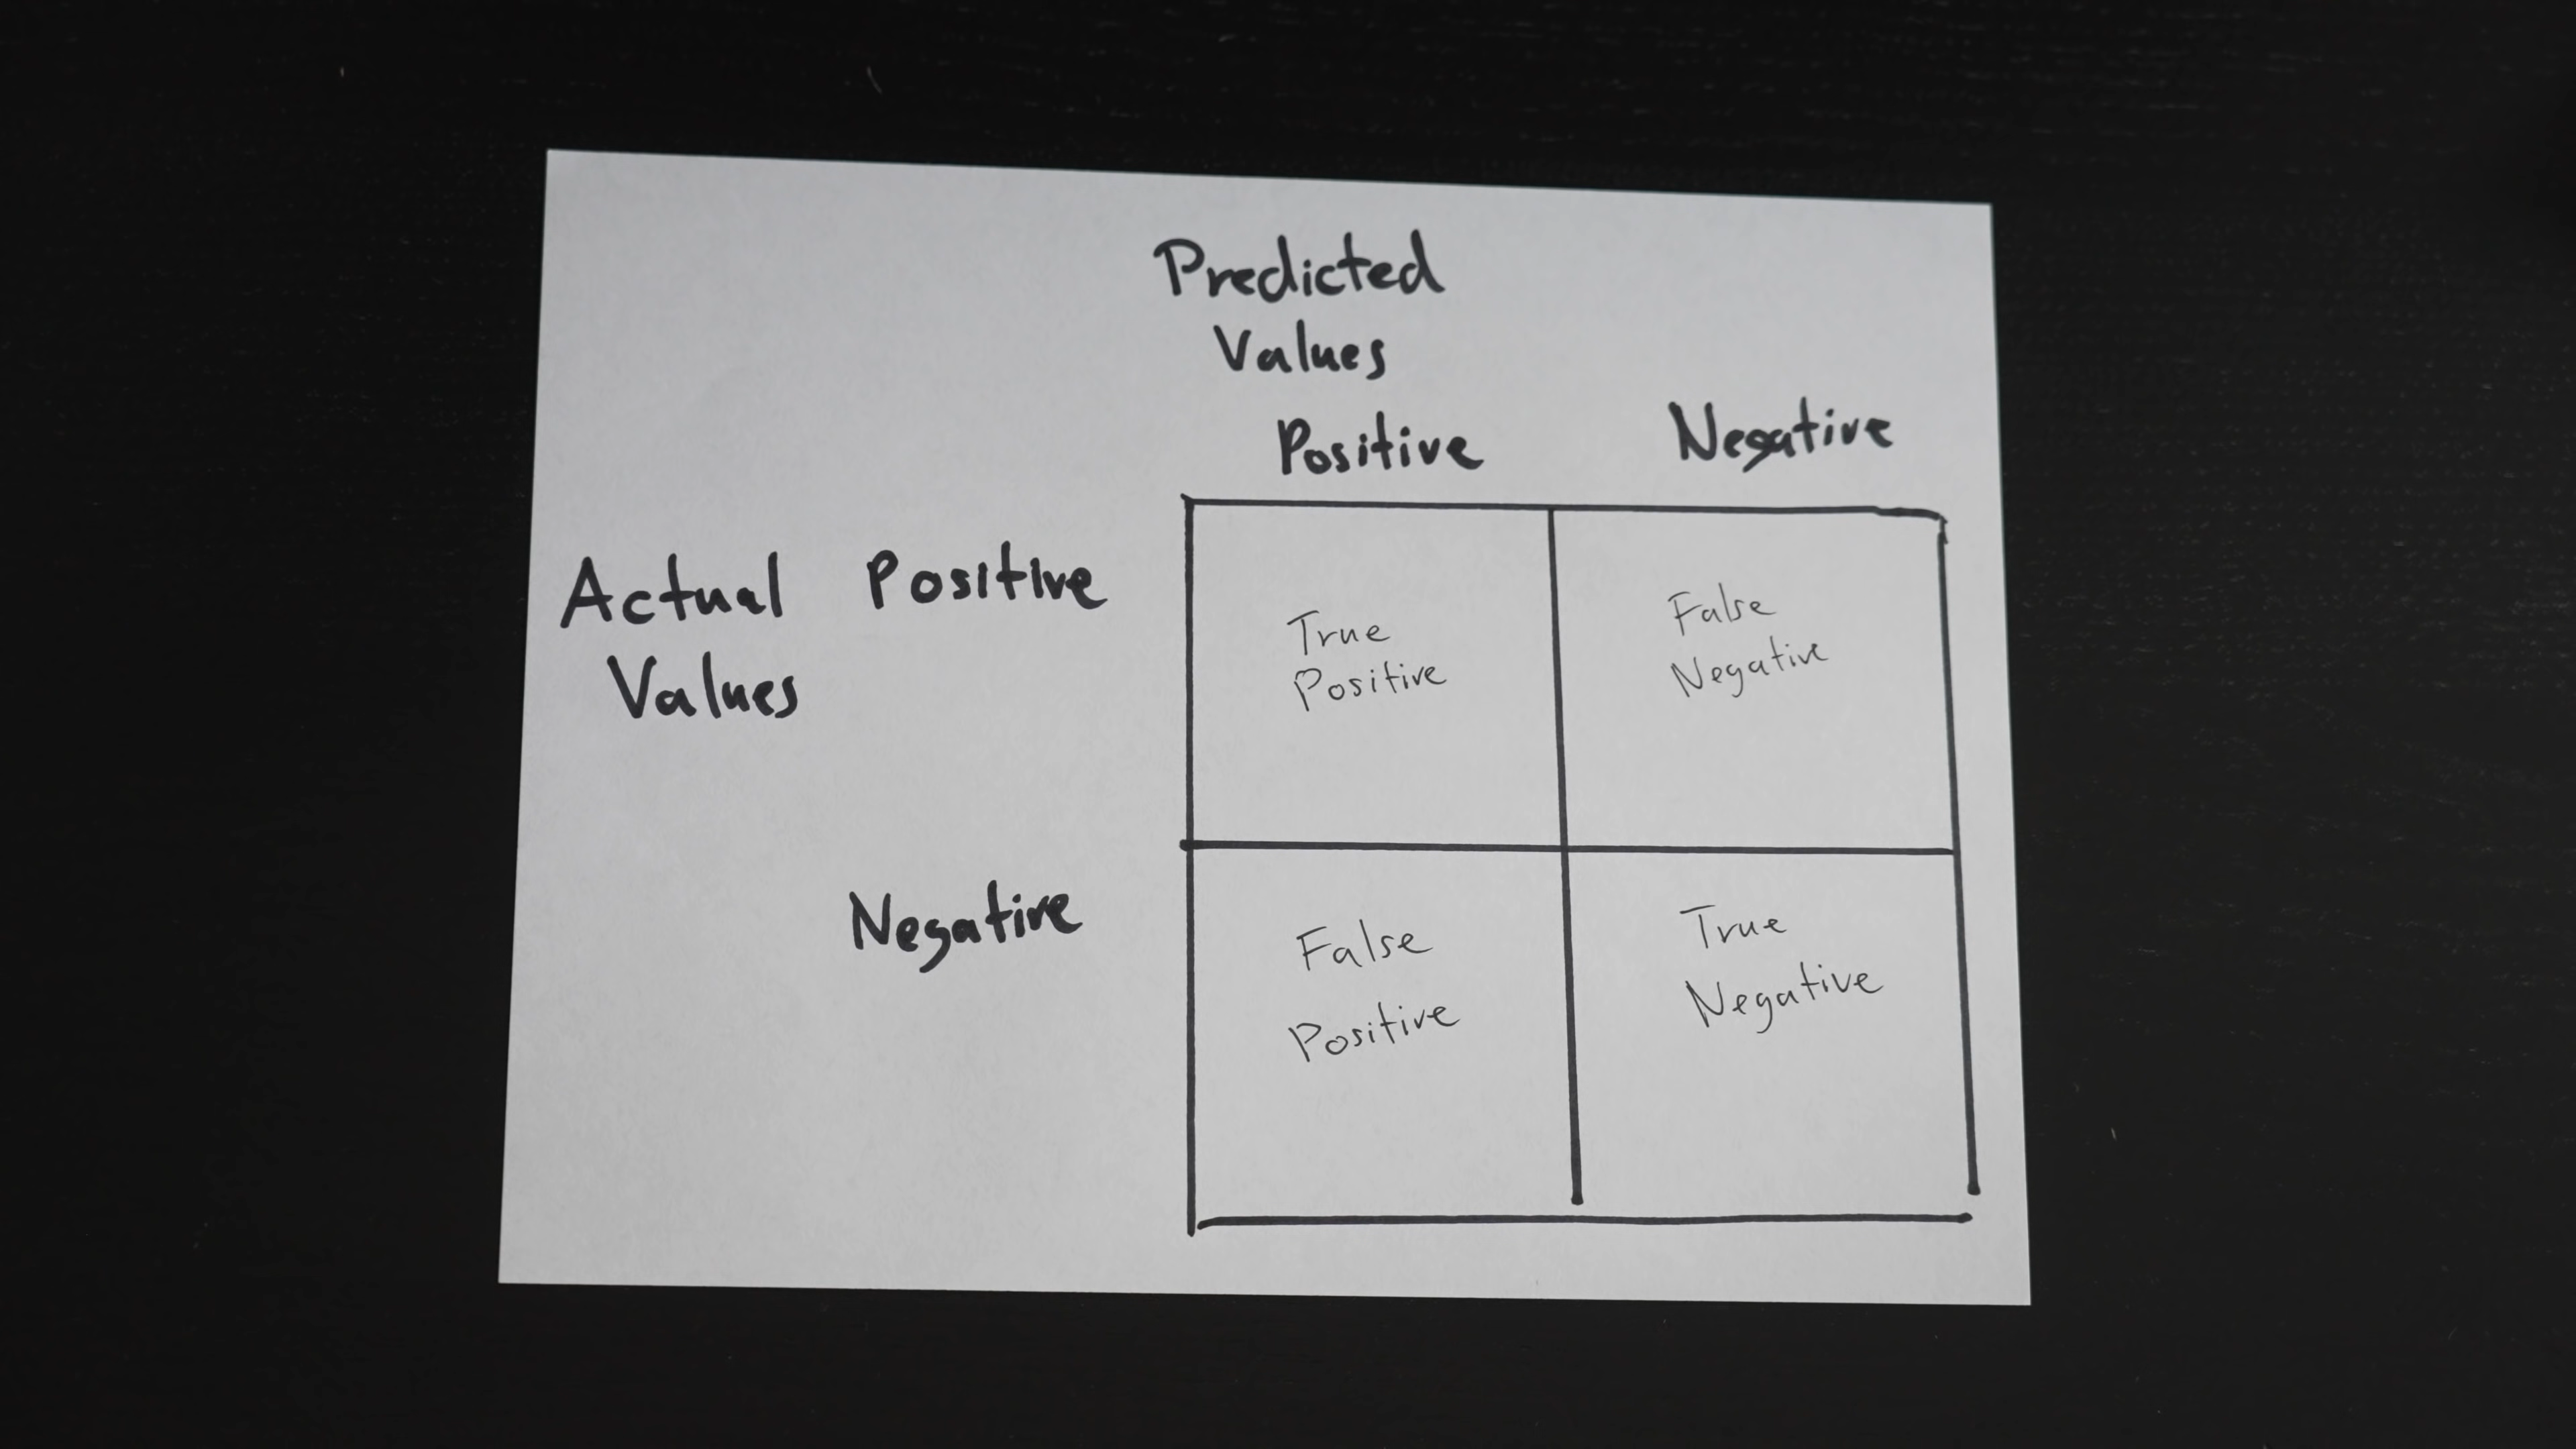 Predicted
Values
Positive Negative
Actual Positive
Values
True
Positive
False
Negative
Negative
False
Positive
True
Negative